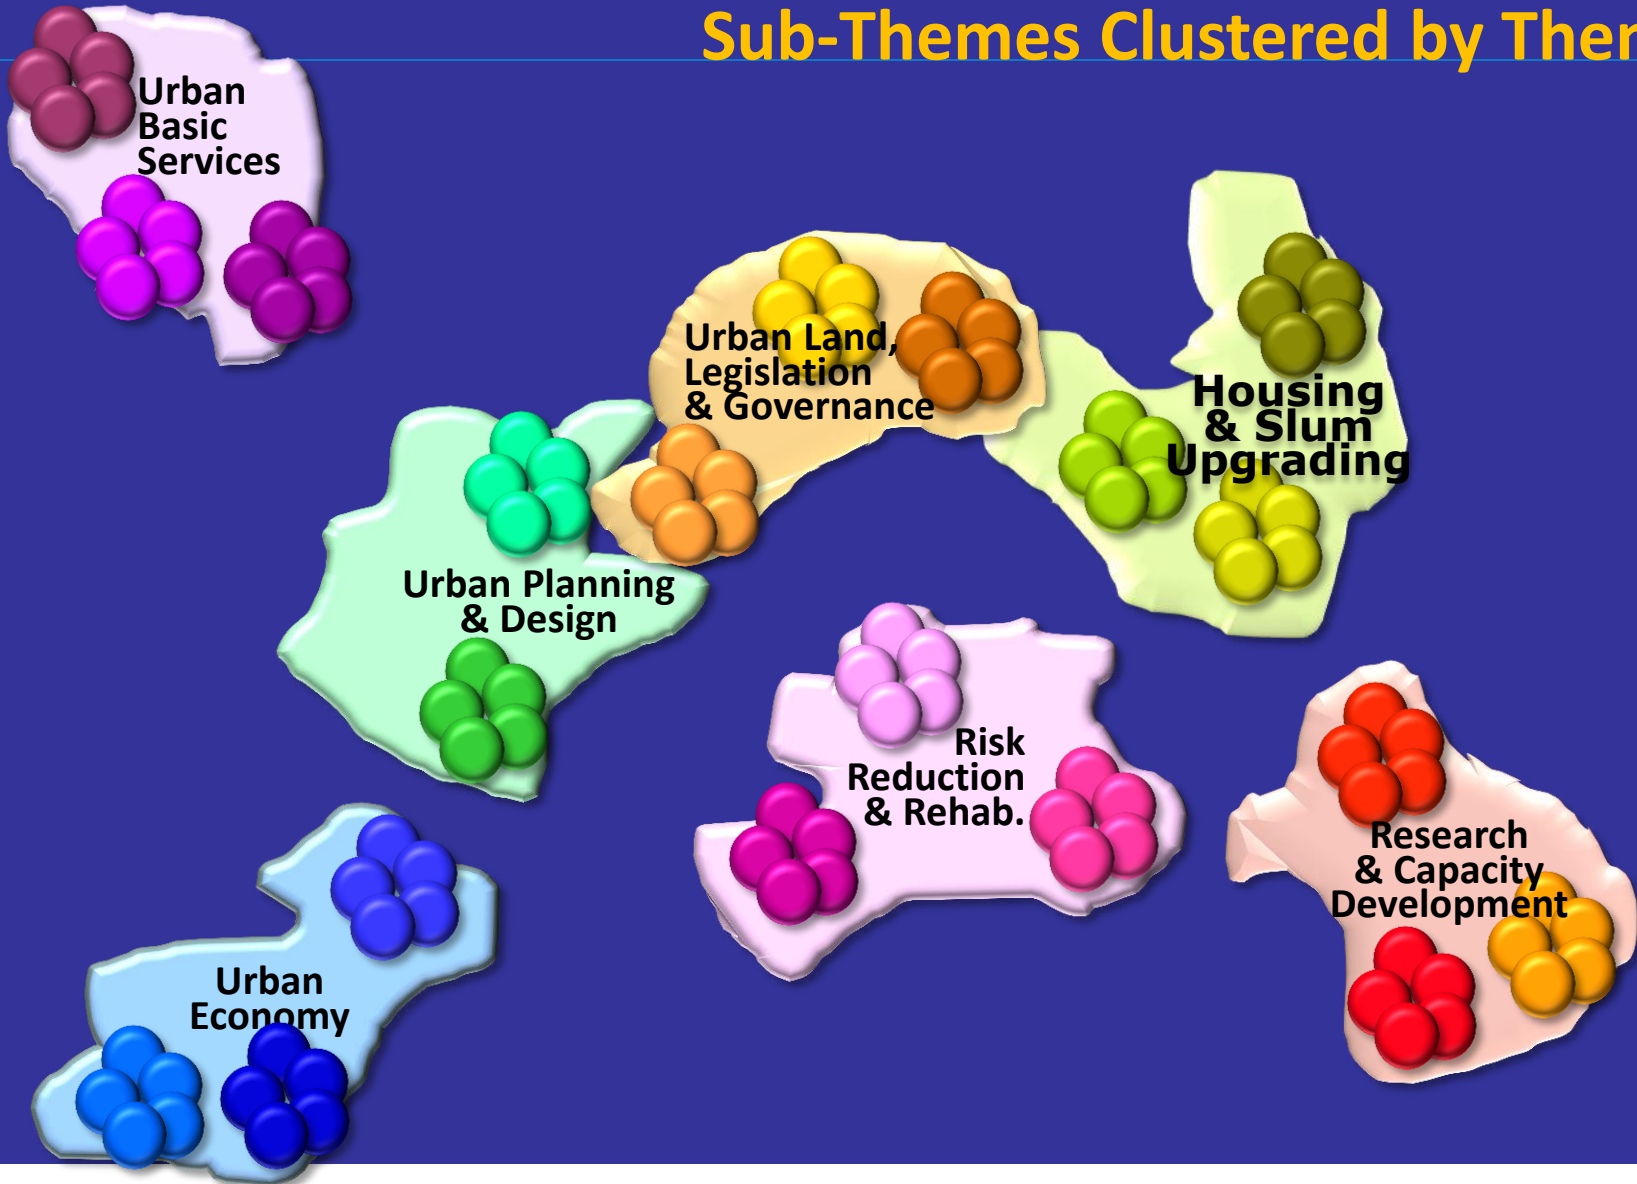 Sub-Themes Clustered by Them
Urban
Basic
Services
Urban Land,
Legislation
& Governance
Housing
& Slum
Upgrading
Urban Planning
& Design
Risk
Reduction
& Rehab.
Research
& Capacity
Development
Urban
Economy